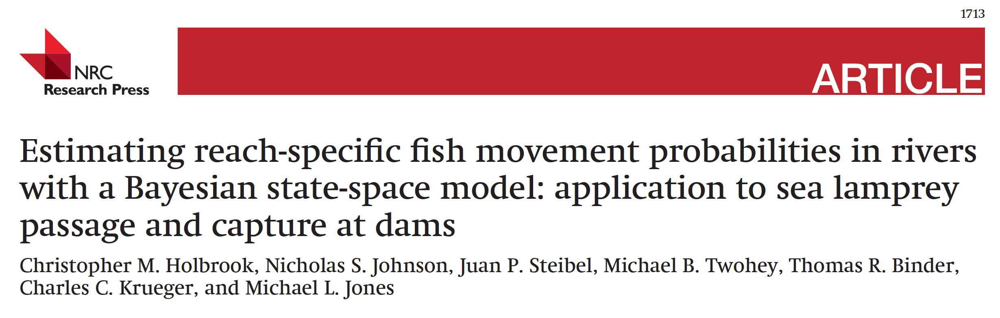 1713
NRC
Research Press
ARTICLE
Estimating reach-specific fish movement probabilities in rivers
with a Bayesian state-space model: application to sea lamprey
passage and capture at dams
Christopher M. Holbrook, Nicholas S. Johnson, Juan P. Steibel, Michael B. Twohey, Thomas R. Binder,
Charles C. Krueger, and Michael L. Jones